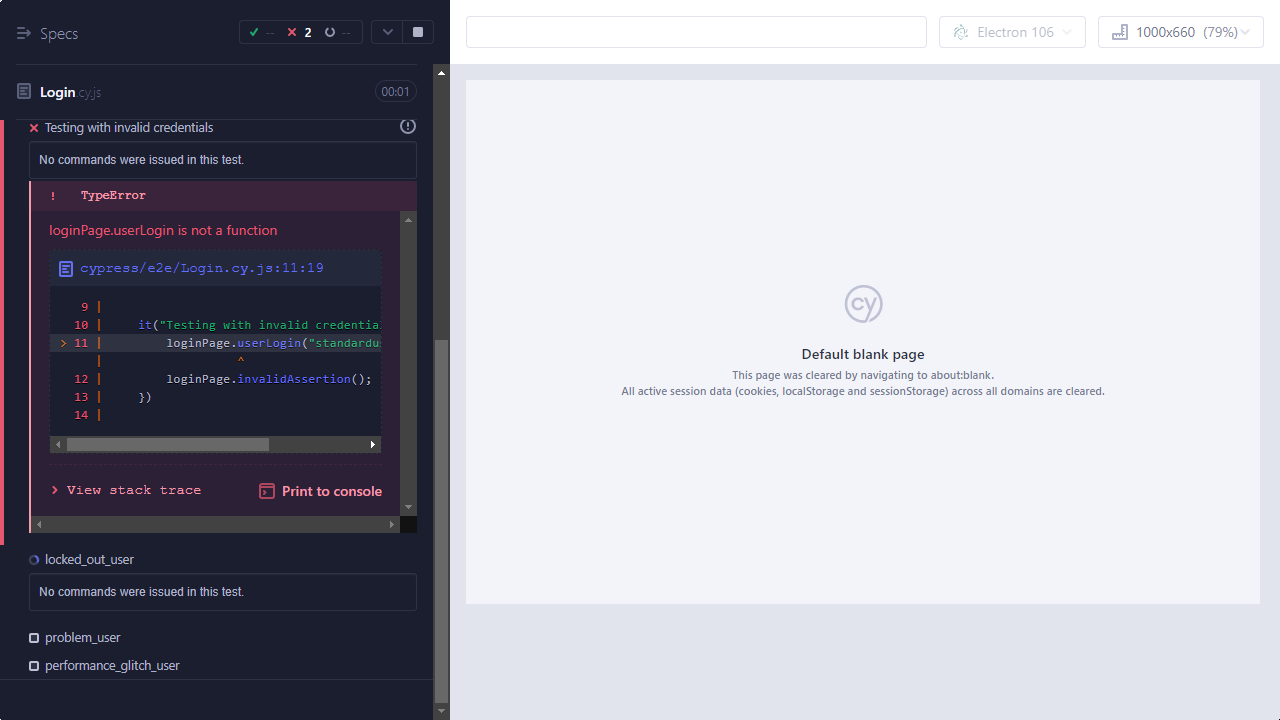 Specs
-- 2 --
Electron 106
1000x660 (79%)
Login.cy.js
00:01
Testing with invalid credentials
No commands were issued in this test.
! TypeError
loginPage.userLogin is not a function
cypress/e2e/Login.cy.js:11:19
9 |
10 | it("Testing with invalid credential
> 11 | loginPage.userLogin("standardus
| ^
12 | loginPage.invalidAssertion();
13 | })
14 |
> View stack trace
Print to console
locked_out_user
No commands were issued in this test.
problem_user
performance_glitch_user
cy
Default blank page
This page was cleared by navigating to about:blank.
All active session data (cookies, localStorage and sessionStorage) across all domains are cleared.